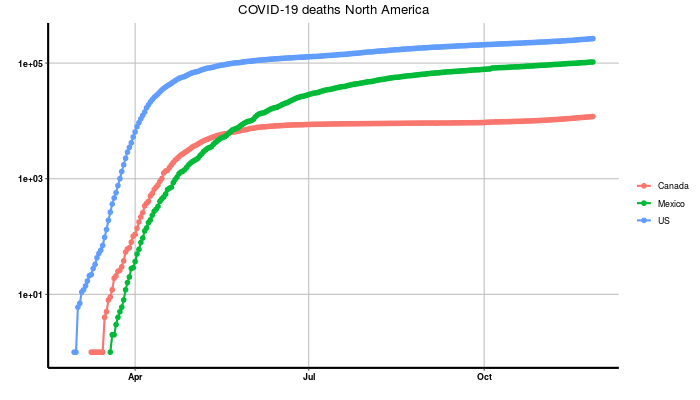 COVID-19 deaths North America
1e+05
1e+03
1e+01
Apr
Jul
Oct
Canada
Mexico
US